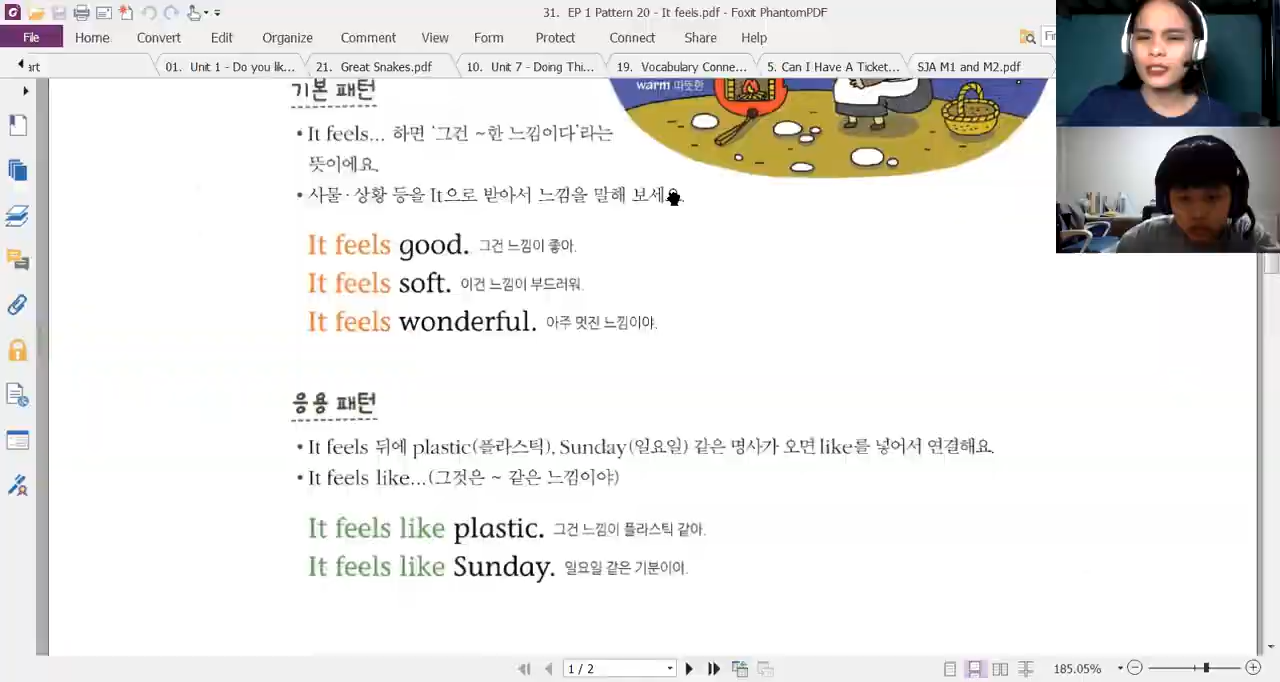 31. EP 1 Pattern 20 - It feels.pdf - Foxit PhantomPDF
File Home Convert Edit Organize Comment View Form Protect Connect Share Help
art 01. Unit 1 - Do you lik... 21. Great Snakes.pdf 10. Unit 7 - Doing Thi... 19. Vocabulary Conne... 5. Can I Have A Ticket... SJA M1 and M2.pdf
기본 패턴
warm 따뜻한
• It feels... 하면 ‘그건 ~한 느낌이다’라는
뜻이에요.
• 사물·상황 등을 It으로 받아서 느낌을 말해 보세요.
It feels good. 그건 느낌이 좋아.
It feels soft. 이건 느낌이 부드러워.
It feels wonderful. 아주 멋진 느낌이야.
응용 패턴
• It feels 뒤에 plastic(플라스틱), Sunday(일요일) 같은 명사가 오면 like를 넣어서 연결해요.
• It feels like...(그것은 ~ 같은 느낌이야)
It feels like plastic. 그건 느낌이 플라스틱 같아.
It feels like Sunday. 일요일 같은 기분이야.
1 / 2
185.05%